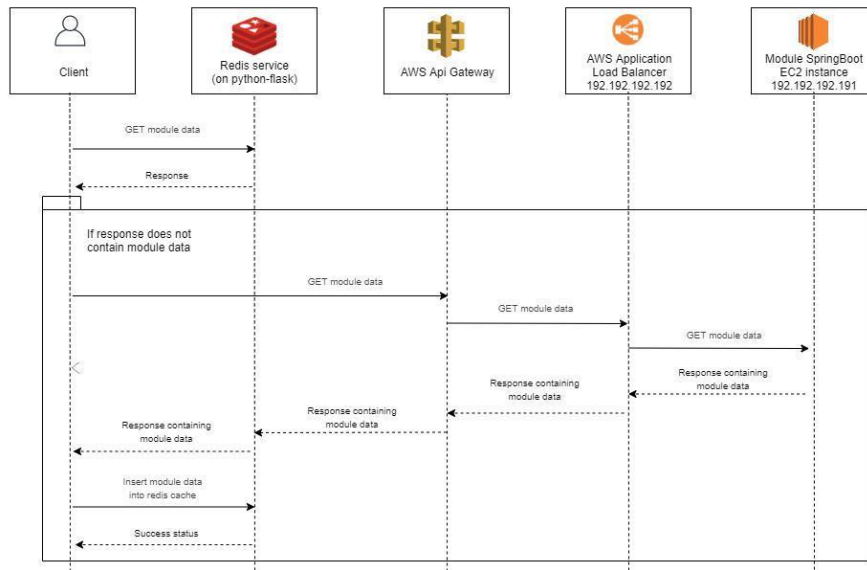 Client
Redis service
(on python-flask)
AWS Api Gateway
AWS Application
Load Balancer
192.192.192.192
Module SpringBoot
EC2 instance
192.192.192.191
GET module data
Response
If response does not
contain module data
GET module data
GET module data
GET module data
Response containing
module data
Response containing
module data
Response containing
module data
Response containing
module data
Insert module data
into redis cache
Success status